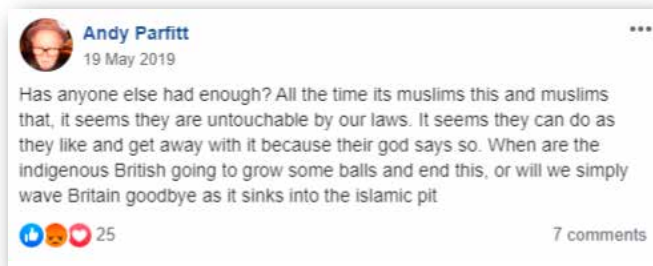 Andy Parfitt
19 May 2019
Has anyone else had enough? All the time its muslims this and muslims
that, it seems they are untouchable by our laws. It seems they can do as
they like and get away with it because their god says so. When are the
indigenous British going to grow some balls and end this, or will we simply
wave Britain goodbye as it sinks into the islamic pit
25
7 comments